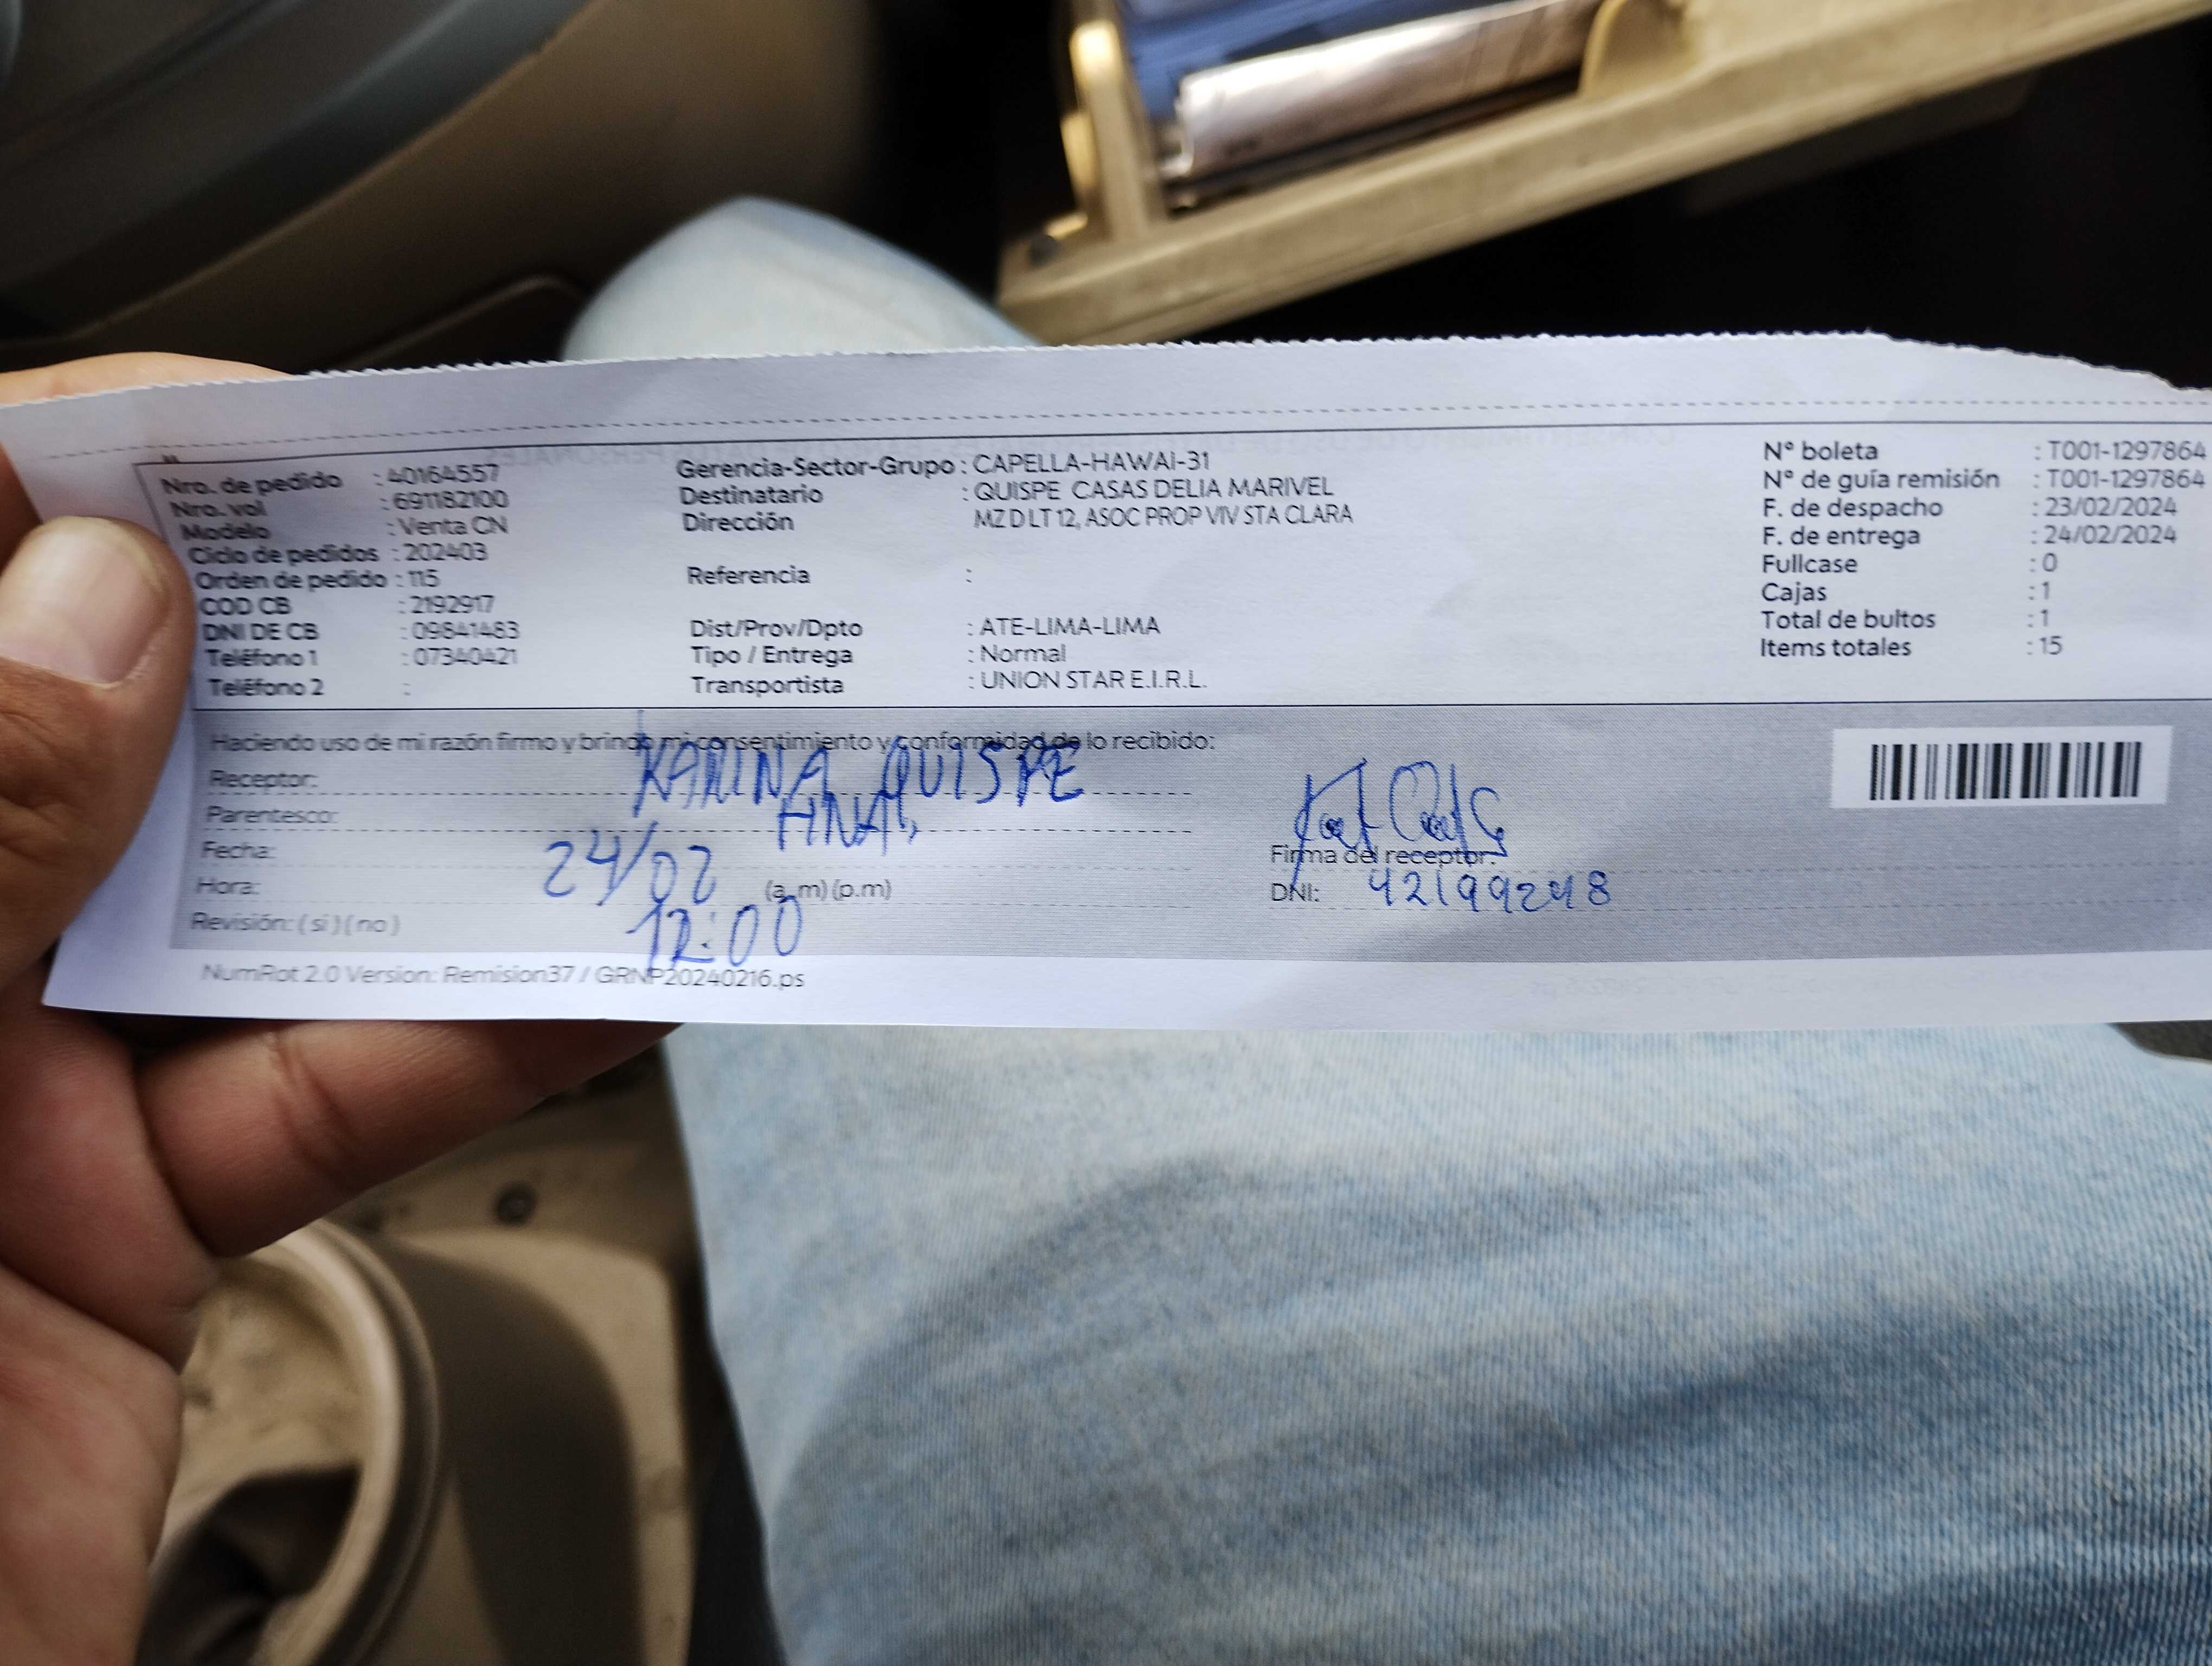 Nro. de pedido : 40164557
Nro. vol : 691182100
Modelo : Venta CN
Ciclo de pedidos : 202403
Orden de pedido : 115
COD CB : 2192917
DNI DE CB : 09841483
Teléfono 1 : 07340421
Teléfono 2 :
Gerencia-Sector-Grupo : CAPELLA-HAWAI-31
Destinatario : QUISPE CASAS DELIA MARIVEL
Dirección MZ D LT 12, ASOC PROP VIV STA CLARA
Referencia :
Dist/Prov/Dpto : ATE-LIMA-LIMA
Tipo / Entrega : Normal
Transportista : UNION STAR E.I.R.L.
N° boleta : T001-1297864
N° de guía remisión : T001-1297864
F. de despacho : 23/02/2024
F. de entrega : 24/02/2024
Fullcase : 0
Cajas : 1
Total de bultos : 1
Items totales : 15
Haciendo uso de mi razón firmo y brindo mi consentimiento y conformidad de lo recibido:
Receptor: KARINA QUISPE
Parentesco: HNA
Fecha: 24/02
Hora: 12:00 (a.m) (p.m)
Revisión: ( si ) ( no )
Firma del receptor:
DNI: 42199248
NumRot 2.0 Version: Remision37 / GRNP20240216.ps